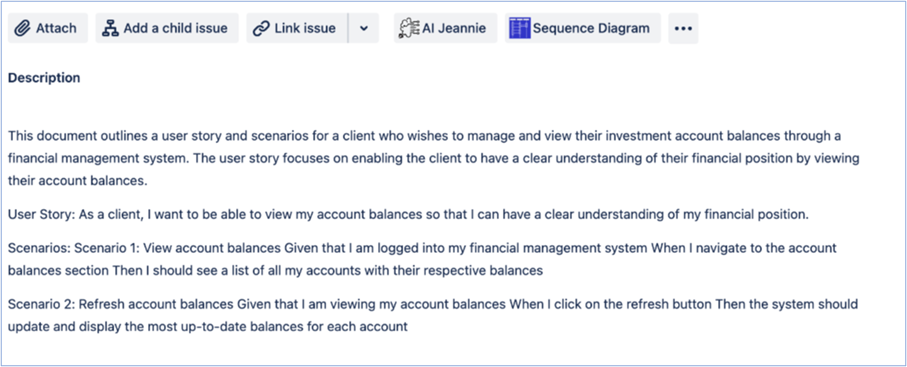 Attach Add a child issue Link issue AI Jeannie Sequence Diagram
Description
This document outlines a user story and scenarios for a client who wishes to manage and view their investment account balances through a
financial management system. The user story focuses on enabling the client to have a clear understanding of their financial position by viewing
their account balances.
User Story: As a client, I want to be able to view my account balances so that I can have a clear understanding of my financial position.
Scenarios: Scenario 1: View account balances Given that I am logged into my financial management system When I navigate to the account
balances section Then I should see a list of all my accounts with their respective balances
Scenario 2: Refresh account balances Given that I am viewing my account balances When I click on the refresh button Then the system should
update and display the most up-to-date balances for each account